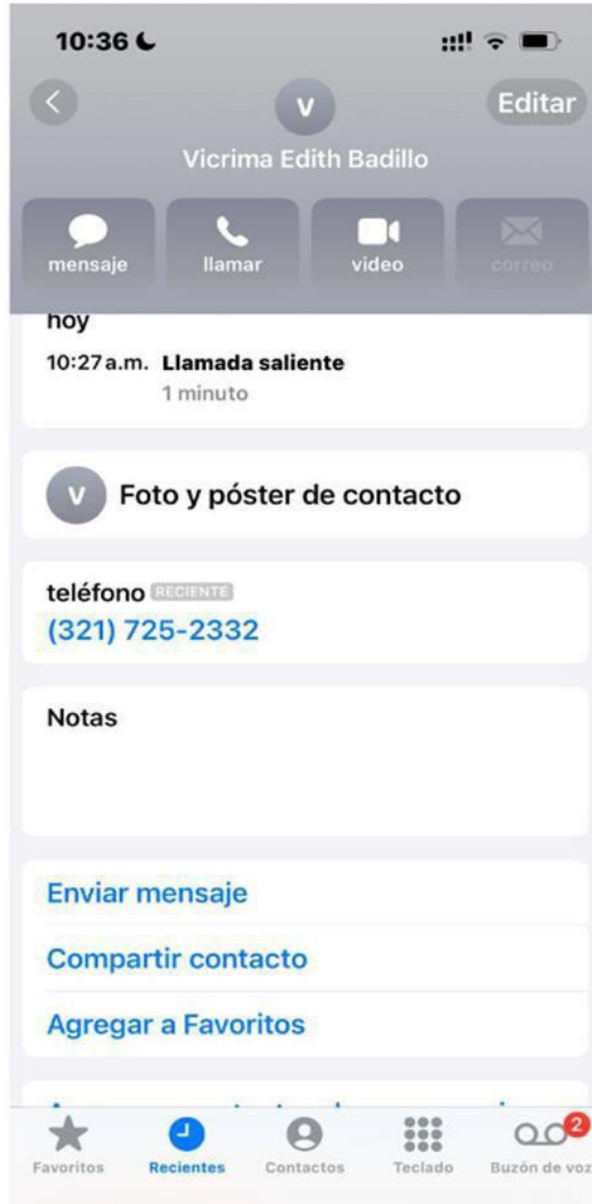 10:36
V
Editar
Vicrima Edith Badillo
mensaje llamar video correo
hoy
10:27 a.m. Llamada saliente
1 minuto
V Foto y póster de contacto
teléfono RECIENTE
(321) 725-2332
Notas
Enviar mensaje
Compartir contacto
Agregar a Favoritos
2
Favoritos Recientes Contactos Teclado Buzón de voz